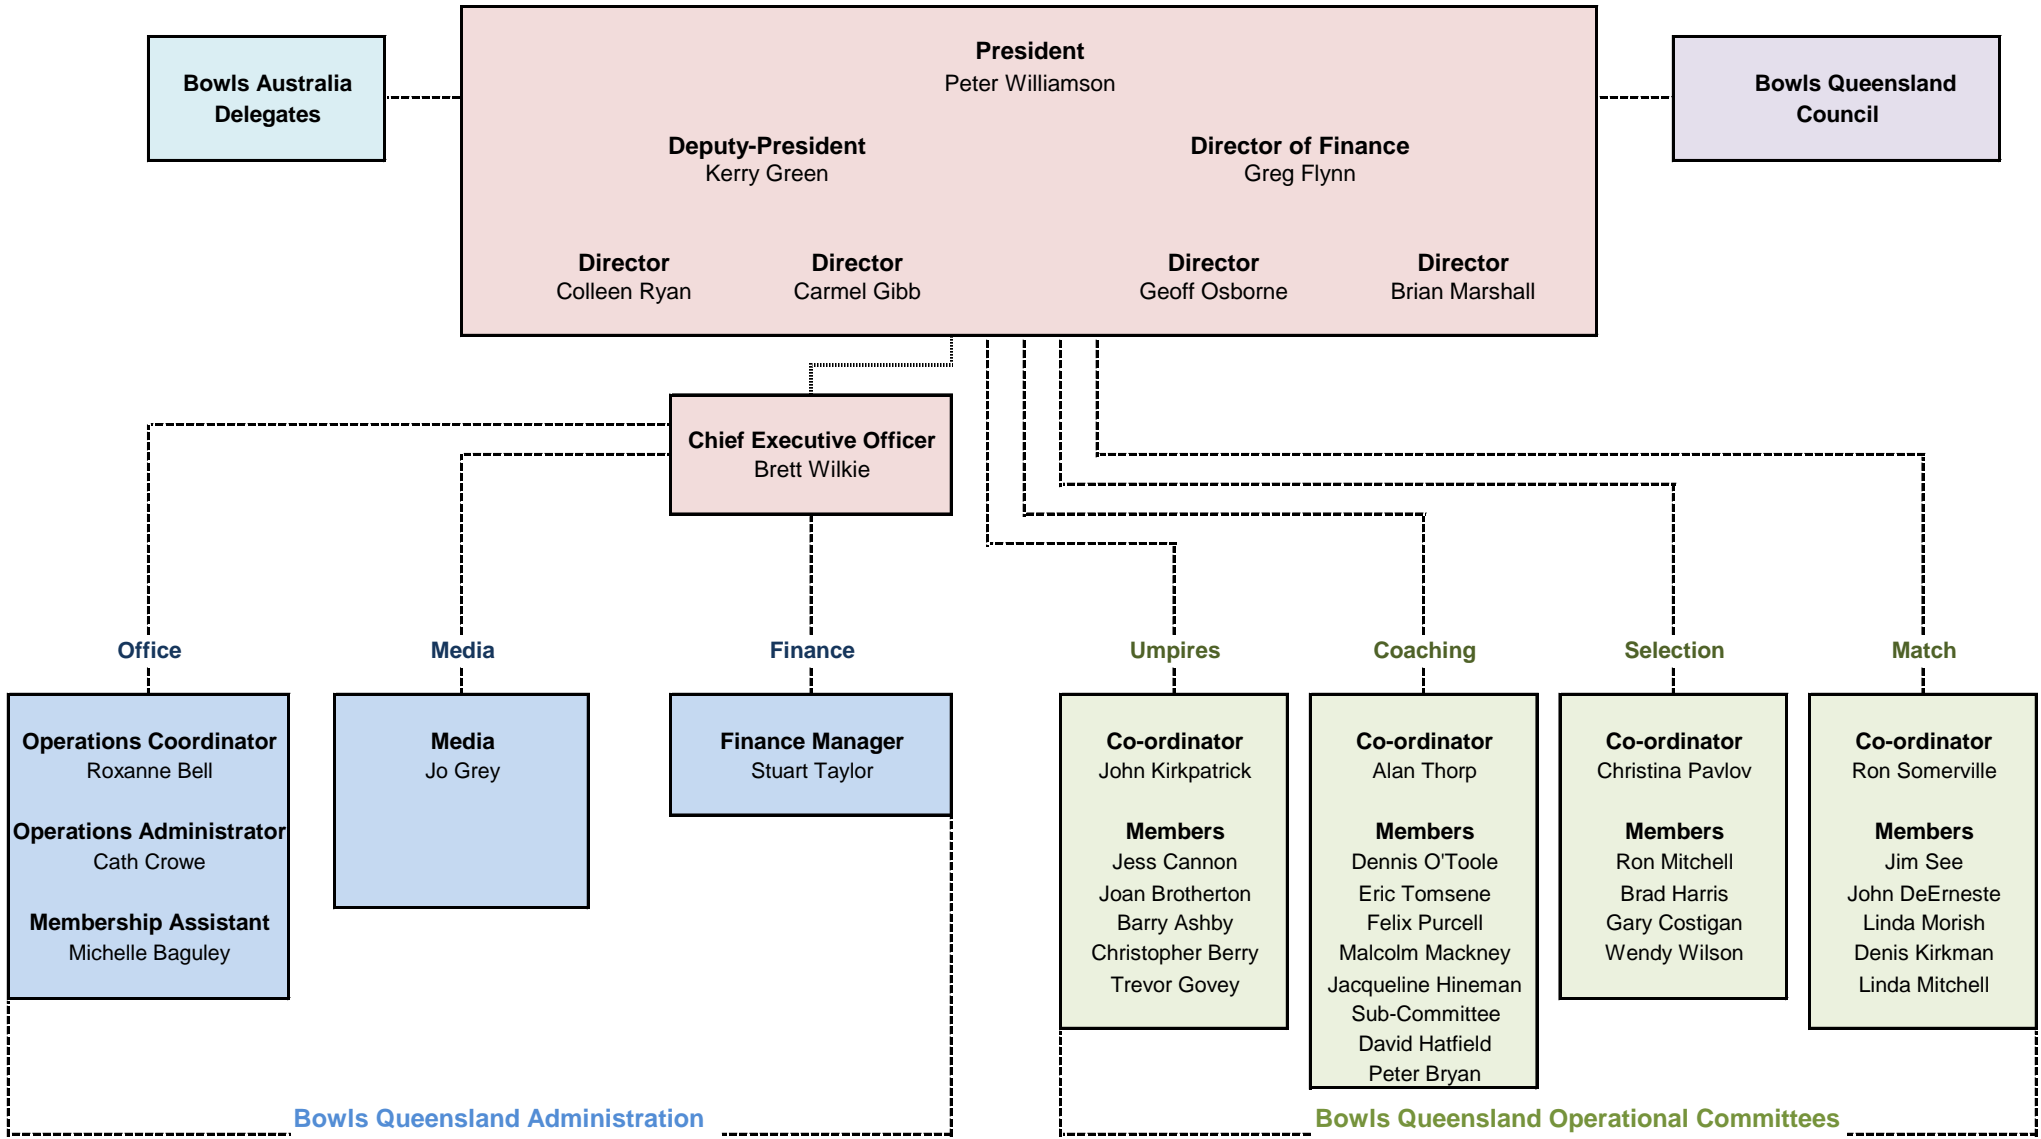 Bowls Australia
Delegates
President
Peter Williamson
Deputy-President
Kerry Green
Director of Finance
Greg Flynn
Director
Colleen Ryan
Director
Carmel Gibb
Director
Geoff Osborne
Director
Brian Marshall
Bowls Queensland
Council
Chief Executive Officer
Brett Wilkie
Office
Media
Finance
Umpires
Coaching
Selection
Match
Operations Coordinator
Roxanne Bell
Operations Administrator
Cath Crowe
Membership Assistant
Michelle Baguley
Media
Jo Grey
Finance Manager
Stuart Taylor
Co-ordinator
John Kirkpatrick
Members
Jess Cannon
Joan Brotherton
Barry Ashby
Christopher Berry
Trevor Govey
Co-ordinator
Alan Thorp
Members
Dennis O'Toole
Eric Tomsene
Felix Purcell
Malcolm Mackney
Jacqueline Hineman
Sub-Committee
David Hatfield
Peter Bryan
Co-ordinator
Christina Pavlov
Members
Ron Mitchell
Brad Harris
Gary Costigan
Wendy Wilson
Co-ordinator
Ron Somerville
Members
Jim See
John DeErneste
Linda Morish
Denis Kirkman
Linda Mitchell
Bowls Queensland Administration
Bowls Queensland Operational Committees